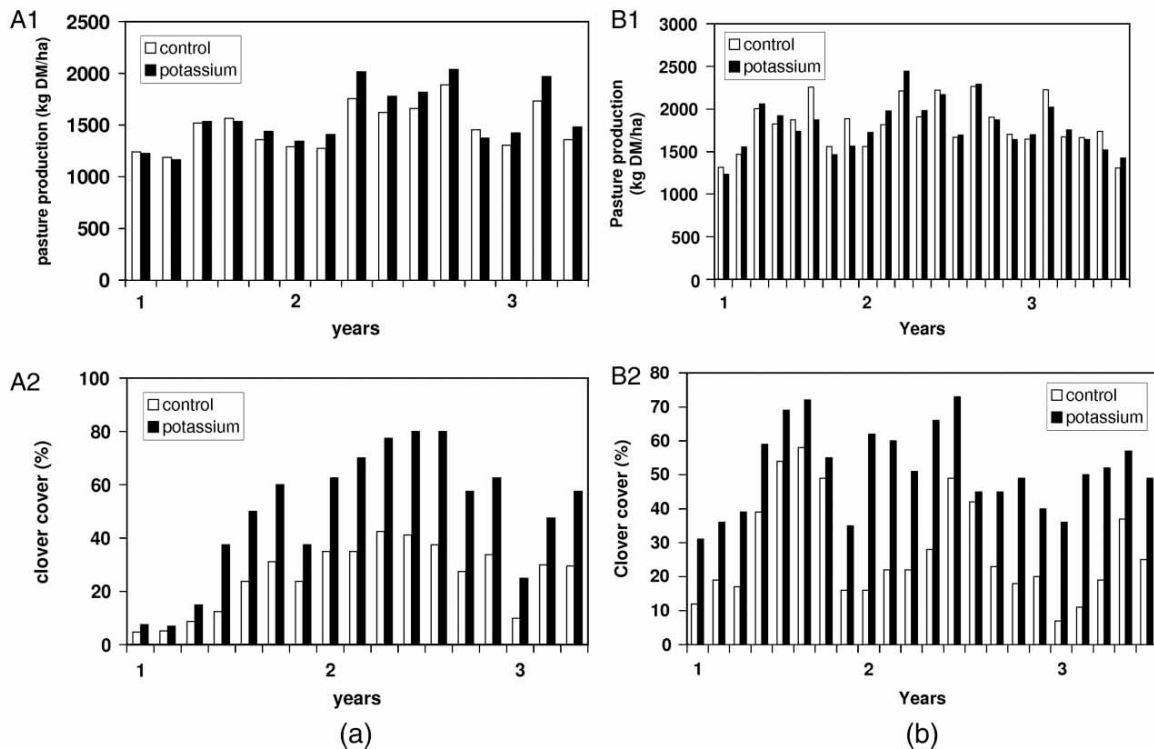 A1
pasture production (kg DM/ha)
2500
2000
1500
1000
500
0
control
potassium
1 2 3
years
B1
Pasture production
(kg DM/ha)
3000
2500
2000
1500
1000
500
0
control
potassium
1 2 3
Years
A2
clover cover (%)
100
80
60
40
20
0
control
potassium
1 2 3
years
(a)
B2
Clover cover (%)
80
70
60
50
40
30
20
10
0
control
potassium
1 2 3
Years
(b)